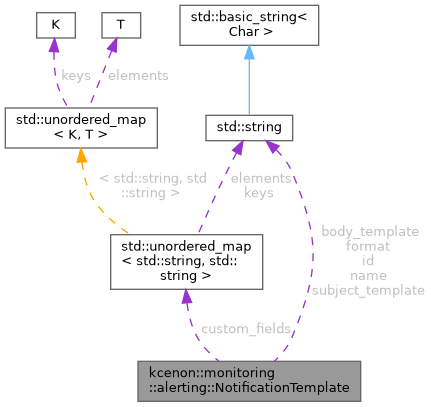 K
T
std::basic_string<
Char >
keys
elements
std::unordered_map
< K, T >
std::string
< std::string, std
::string >
elements
keys
body_template
format
id
name
subject_template
std::unordered_map
< std::string, std::
string >
custom_fields
kcenon::monitoring
::alerting::NotificationTemplate